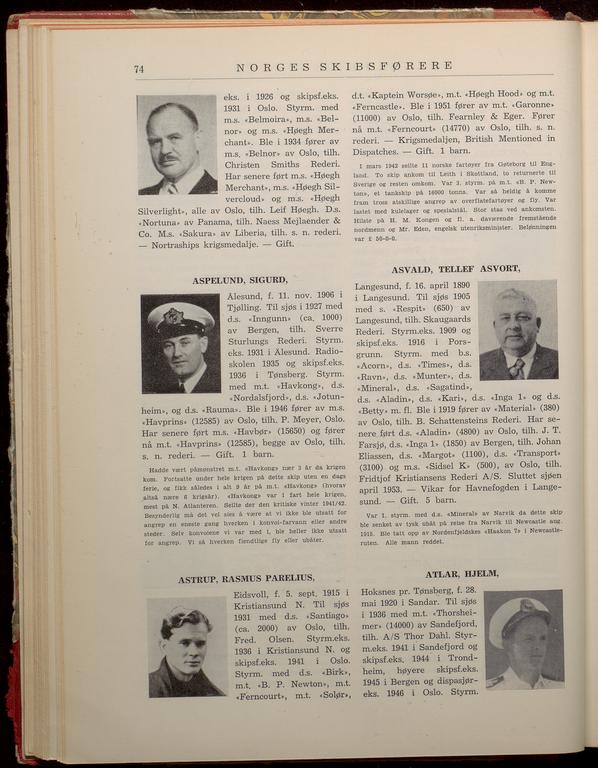 74
NORGES SKIBSFØRERE
eks. i 1926 og skipsf.eks.
1931 i Oslo. Styrm. med
m.s. «Belmoira», m.s. «Bel-
nor» og m.s. «Høegh Mer-
chant». Ble i 1934 fører av
m.s, «Belnor» av Oslo, tilh.
Christen Smiths Rederi.
Har senere ført m.s. «Høegh
Merchant», m.s. «Høegh Sil-
vercloud» og m.s. «Høegh
Silverlight», alle av Oslo, tilh. Leif Høegh. D.s.
«Nortuna» av Panama, tilh. Naess Mejlaender &
Co. M.s. «Sakura» av Liberia, tilh. s. n. rederi.
— Nortraships krigsmedalje. — Gift.
ASPELUND, SIGURD,
Ålesund, f. 11. nov. 1906 i
Tjølling. Til sjøs i 1927 med
d.s. «Inngunn» (ca. 1000)
av Bergen, tilh. Sverre
Sturlungs Rederi. Styrm.
eks. 1931 i Ålesund. Radio-
skolen 1935 og skipsf.eks.
1936 i Tønsberg. Styrm.
med m.t. «Havkong», d.s.
«Nordalsfjord», d.s. «Jotun-
heim», og d.s. «Rauma». Ble i 1946 fører av m.s.
«Havprins» (12585) av Oslo, tilh. P. Meyer, Oslo.
Har senere ført m.s. «Havbør» (15650) og fører
nå m.t. «Havprins» (12585), begge av Oslo, tilh.
s. n. rederi. — Gift. 1 barn.
Hadde vært påmønstret m.t. «Havkong» nær 3 år da krigen
kom. Fortsatte under hele krigen på dette skip uten en dags
ferie, og fikk således i alt 9 år på m.t. «Havkong» (hvorav
altså nære 6 krigsår). «Havkong» var i fart hele krigen,
mest på N. Atlanteren. Seilte der den kritiske vinter 1941/42.
Besynderlig må det vel sies å være at vi ikke ble utsatt for
angrep en eneste gang hverken i konvoi-farvann eller andre
steder. Selv konvoiene vi var med i, ble heller ikke utsatt
for angrep. Vi så hverken fiendtlige fly eller ubåter.
ASTRUP, RASMUS PARELIUS,
Eidsvoll, f. 5. sept. 1915 i
Kristiansund N. Til sjøs
1931 med d.s. «Santiago»
(ca. 2000) av Oslo, tilh.
Fred. Olsen. Styrm.eks.
1936 i Kristiansund N. og
skipsf.eks. 1941 i Oslo.
Styrm. med d.s. «Birk»,
m.t. «B. P. Newton», m.t.
«Ferncourt», m.t. «Solør»,
d.t. «Kaptein Worsøe», m.t. «Høegh Hood» og m.t.
«Ferncastle». Ble i 1951 fører av m.t. «Garonne»
(11000) av Oslo, tilh. Fearnley & Eger. Fører
nå m.t. «Ferncourt» (14770) av Oslo, tilh. s. n.
rederi. — Krigsmedaljen, British Mentioned in
Dispatches. — Gift. 1 barn.
I mars 1942 seilte 11 norske fartøyer fra Gøteborg til Eng-
land. To skip ankom til Leith i Skottland, to returnerte til
Sverige og resten omkom. Var 3. styrm. på m.t. «B. P. New-
ton», et tankskip på 16000 tonns. Var så heldig å komme
fram tross atskillige angrep av overflatefartøyer og fly. Var
lastet med kulelager og spesialstål. Stor stas ved ankomsten.
Hilste på H. M. Kongen og fl. a. daværende fremstående
nordmenn og Mr. Eden, engelsk utenriksminister. Belønningen
var £ 50-0-0.
ASVALD, TELLEF ASVORT,
Langesund, f. 16. april 1890
i Langesund. Til sjøs 1905
med s. «Respit» (650) av
Langesund, tilh. Skaugaards
Rederi. Styrm.eks. 1909 og
skipsf.eks. 1916 i Pors-
grunn. Styrm. med b.s.
«Acorn», d.s. «Times», d.s.
«Ravn», d.s. «Munter», d.s.
«Mineral», d.s. «Sagatind»,
d.s. «Aladin», d.s. «Kari», d.s. «Inga 1» og d.s.
«Betty» m. fl. Ble i 1919 fører av «Material» (380)
av Oslo, tilh. B. Schattensteins Rederi. Har se-
nere ført d.s. «Aladin» (4800) av Oslo, tilh. J. T.
Farsjø, d.s. «Inga 1» (1850) av Bergen, tilh. Johan
Eliassen, d.s. «Margot» (1100), d.s. «Transport»
(3100) og m.s. «Sidsel K» (500), av Oslo, tilh.
Fridtjof Kristiansens Rederi A/S. Sluttet sjøen
april 1953. — Vikar for Havnefogden i Lange-
sund. — Gift. 5 barn.
Var 1. styrm. med d.s. «Mineral» av Narvik da dette skip
ble senket av tysk ubåt på reise fra Narvik til Newcastle aug.
1915. Ble tatt opp av Nordenfjeldskes «Haakon 7» i Newcastle-
ruten. Alle mann reddet.
ATLAR, HJELM,
Hoksnes pr. Tønsberg, f. 28.
mai 1920 i Sandar. Til sjøs
i 1936 med m.t. «Thorshei-
mer» (14000) av Sandefjord,
tilh. A/S Thor Dahl. Styr-
m.eks. 1941 i Sandefjord og
skipsf.eks. 1944 i Trond-
heim, høyere skipsf.eks.
1945 i Bergen og dispasjør-
eks. 1946 i Oslo. Styrm.